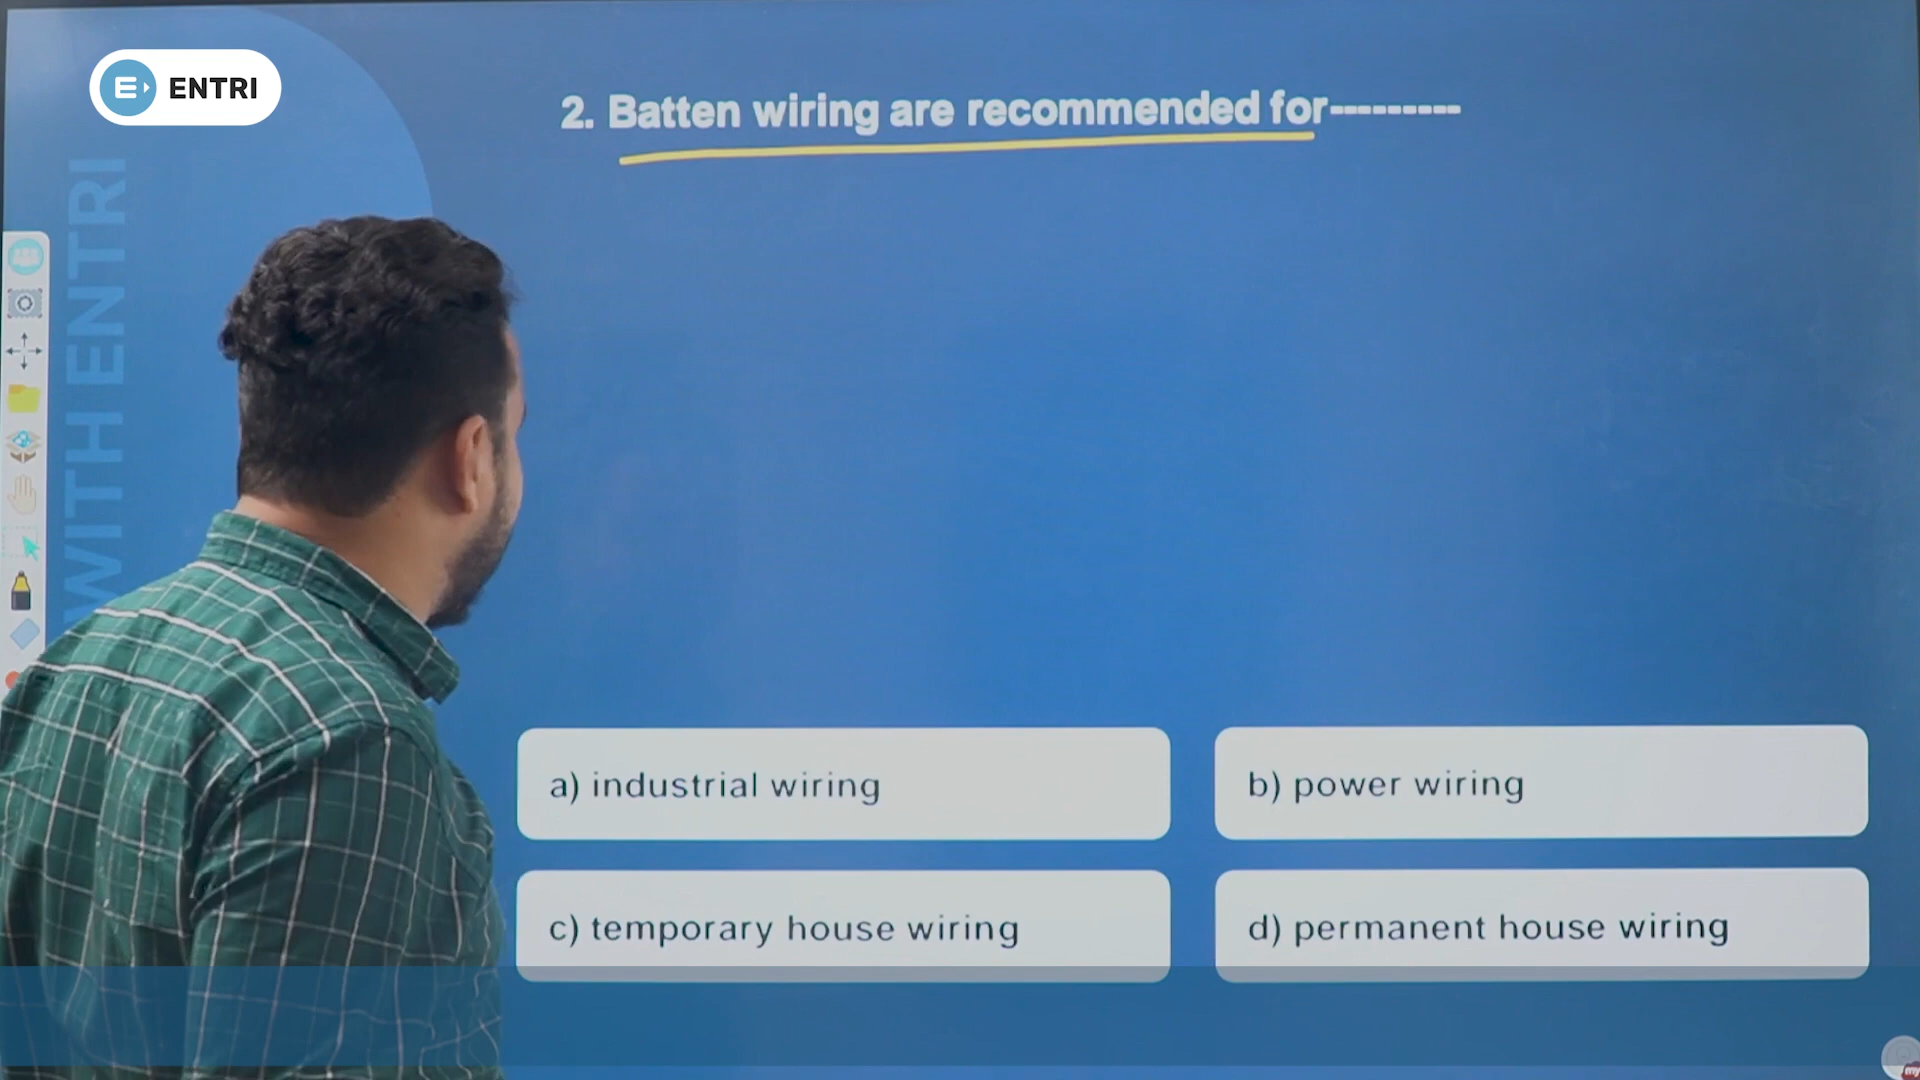 ENTRI
WITH ENTRI
2. Batten wiring are recommended for---------
a) industrial wiring
b) power wiring
c) temporary house wiring
d) permanent house wiring